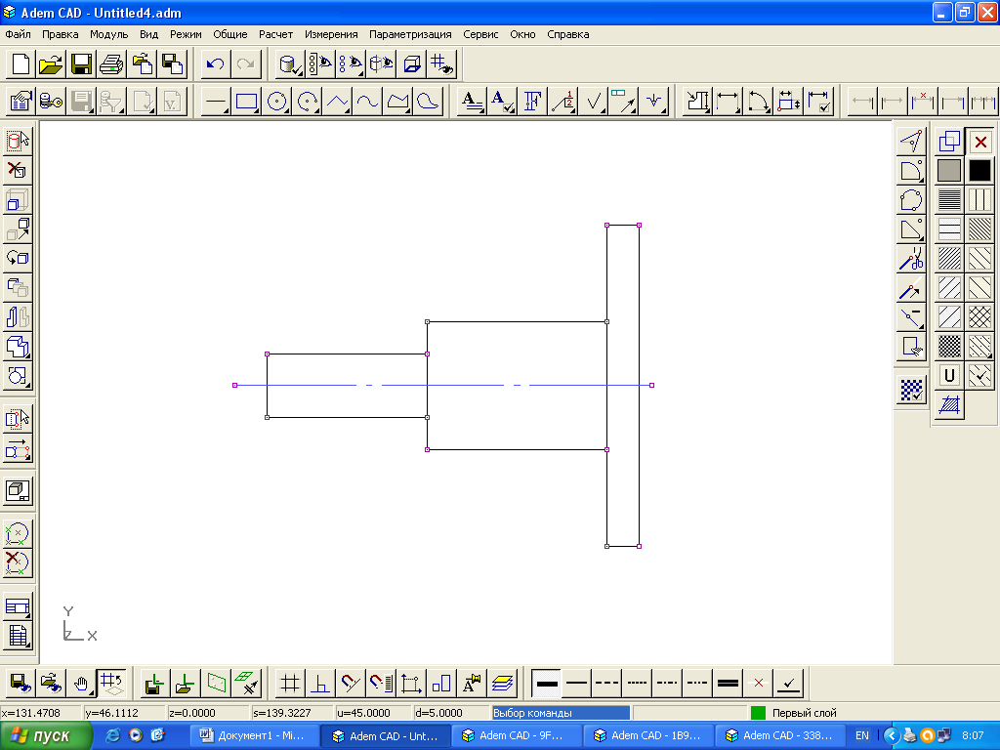 Adem CAD - Untitled4.adm
Файл Правка Модуль Вид Режим Общие Расчет Измерения Параметризация Сервис Окно Справка
U
Y
Z X
x=131.4708 y=46.1112 z=0.0000 s=139.3227 u=45.0000 d=5.0000 Выбор команды Первый слой
пуск Документ1 - Mi... Adem CAD - Unt... Adem CAD - 9F... Adem CAD - 1B9... Adem CAD - 338... EN 8:07